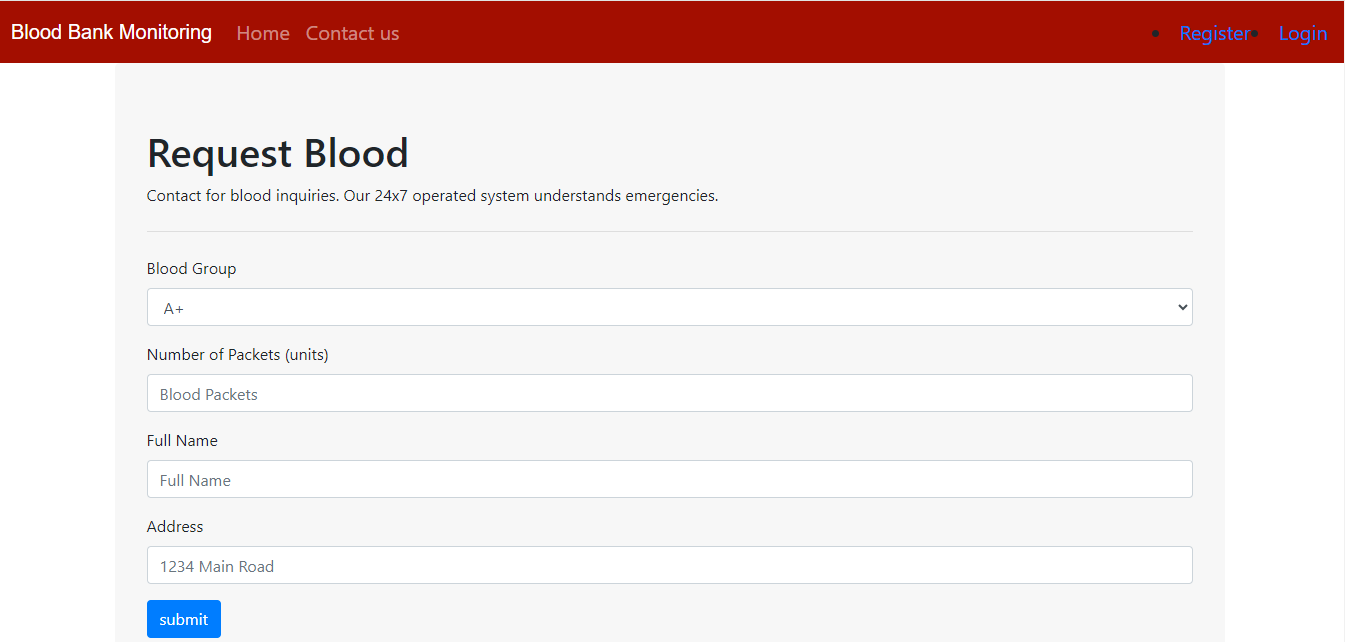 Blood Bank Monitoring Home Contact us • Register • Login
Request Blood
Contact for blood inquiries. Our 24x7 operated system understands emergencies.
Blood Group
A+
Number of Packets (units)
Blood Packets
Full Name
Full Name
Address
1234 Main Road
submit